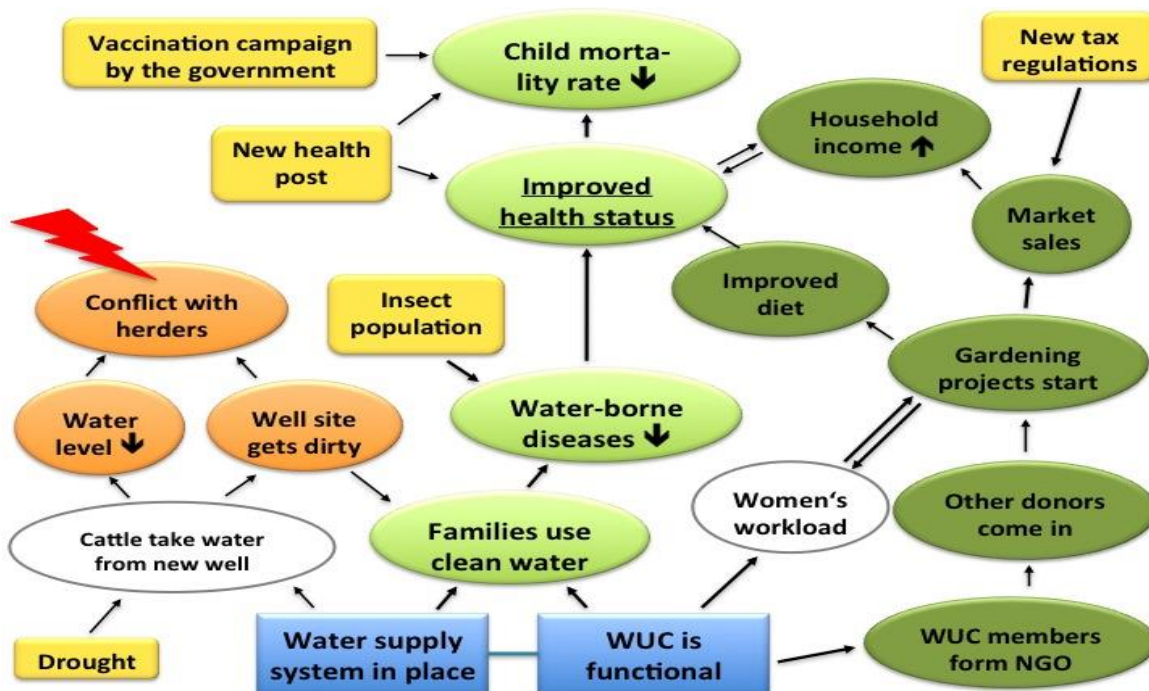 Vaccination campaign
by the government
Child morta-
lity rate ↓
New tax
regulations
New health
post
Household
income ↑
Improved
health status
Market
sales
Conflict with
herders
Insect
population
Improved
diet
Gardening
projects start
Water
level ↓
Well site
gets dirty
Water-borne
diseases ↓
Women‘s
workload
Other donors
come in
Cattle take water
from new well
Families use
clean water
Drought
Water supply
system in place
WUC is
functional
WUC members
form NGO